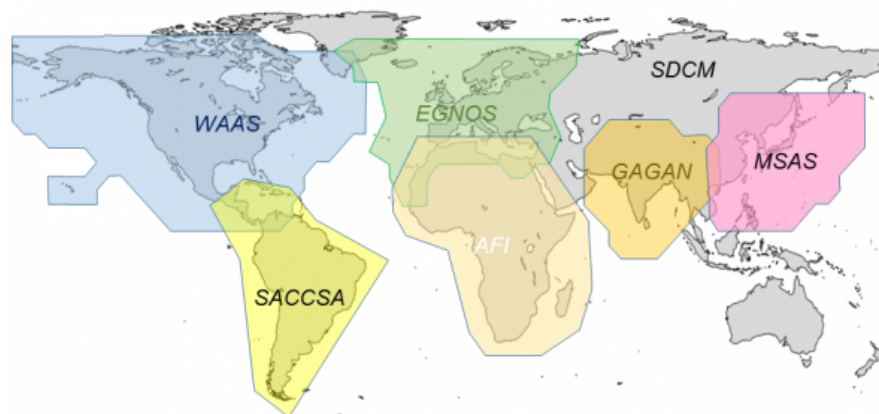 SDCM
WAAS
EGNOS
GAGAN
MSAS
AFI
SACCSA